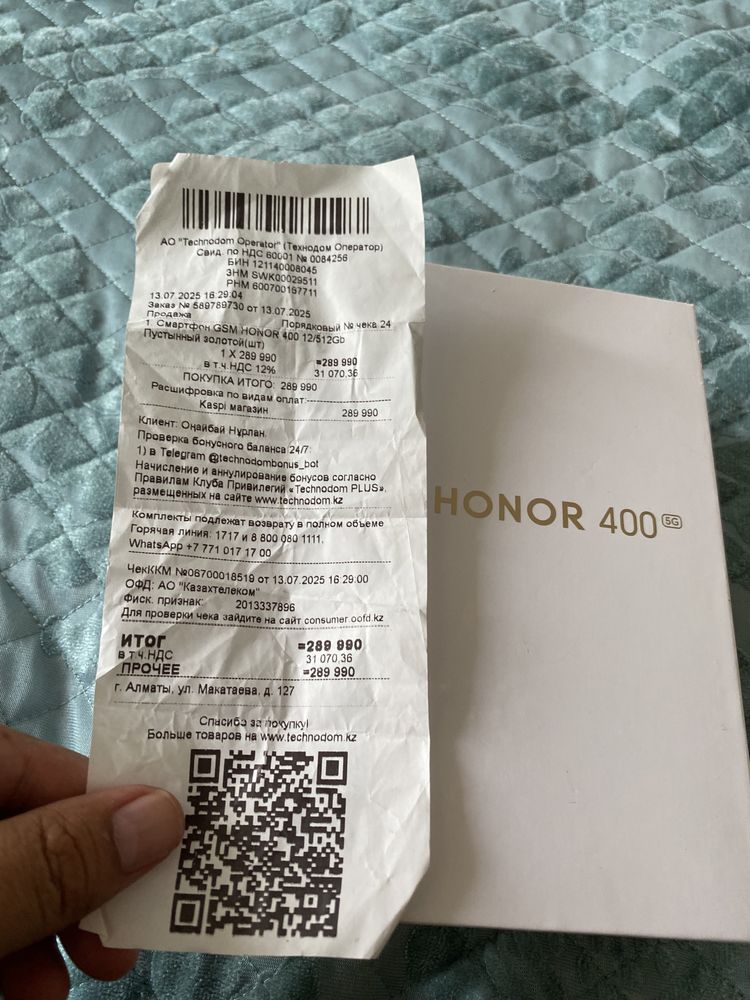 АО "Technodom Operator" (Технодом Оператор)
Свид. по НДС 60001 № 0084256
БИН 121140008045
ЗНМ SWK00029511
РНМ 600700167711
13.07.2025 16:29:04
Заказ № 589789730 от 13.07.2025
Продажа Порядковый № чека 24
1. Смартфон GSM HONOR 400 12/512Gb
Пустынный золотой(шт)
1 X 289 990 =289 990
в т.ч.НДС 12% 31 070,36
ПОКУПКА ИТОГО: 289 990
Расшифровка по видам оплат:
Kaspi магазин 289 990
Клиент: Оңайбай Нұрлан,
Проверка бонусного баланса 24/7:
1) в Telegram @technodombonus_bot
Начисление и аннулирование бонусов согласно
Правилам Клуба Привилегий «Technodom PLUS»,
размещенных на сайте www.technodom.kz
Комплекты подлежат возврату в полном объеме
Горячая линия: 1717 и 8 800 080 1111,
WhatsApp +7 771 017 17 00
ЧекККМ №06700018519 от 13.07.2025 16:29:00
ОФД: АО "Казахтелеком"
Фиск. признак: 2013337896
Для проверки чека зайдите на сайт consumer.oofd.kz
ИТОГ =289 990
в т.ч.НДС 31 070,36
ПРОЧЕЕ =289 990
г. Алматы, ул. Макатаева, д. 127
Спасибо за покупку!
Больше товаров на www.technodom.kz
HONOR 400 5G